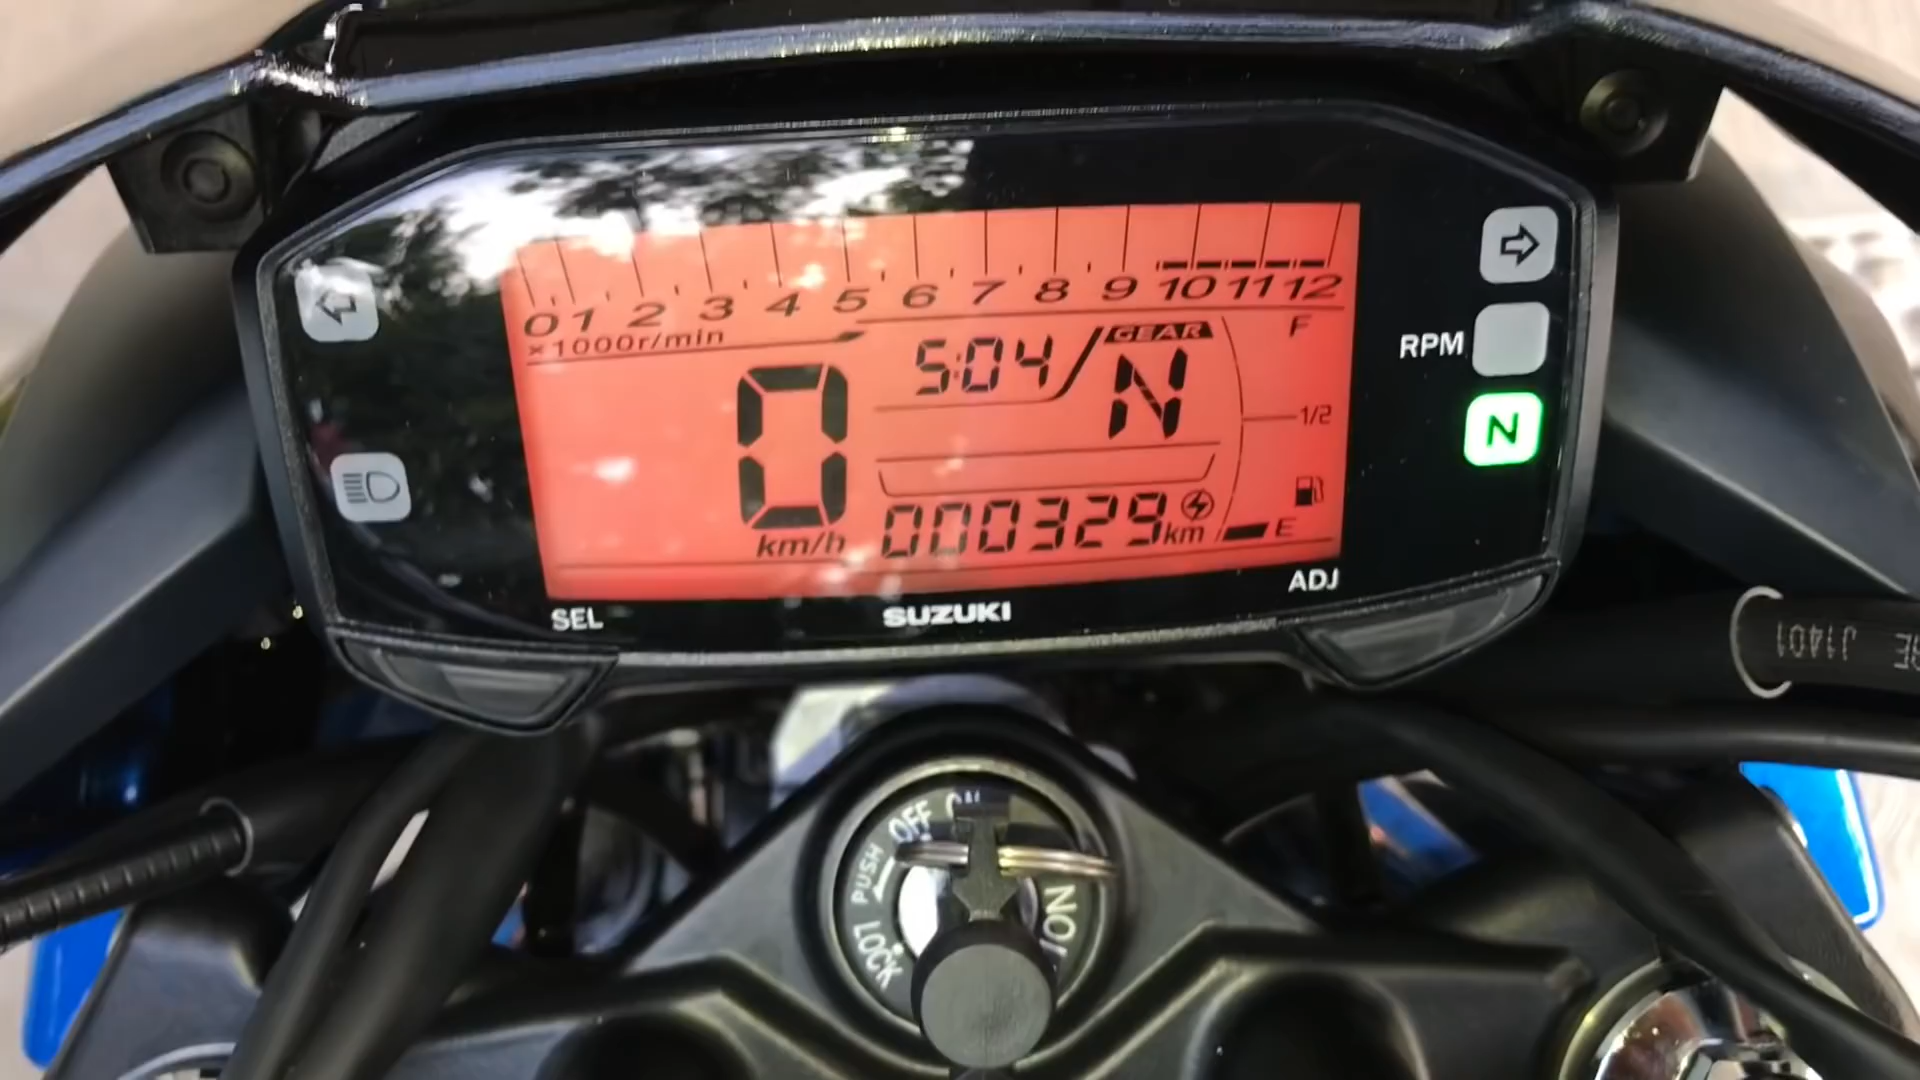 0 1 2 3 4 5 6 7 8 9 10 11 12
×1000r/min
GEAR
5:04
N
F
1/2
E
0
km/h
000329 km
RPM
N
SEL
SUZUKI
ADJ
J1401
ON
OFF
PUSH
LOCK